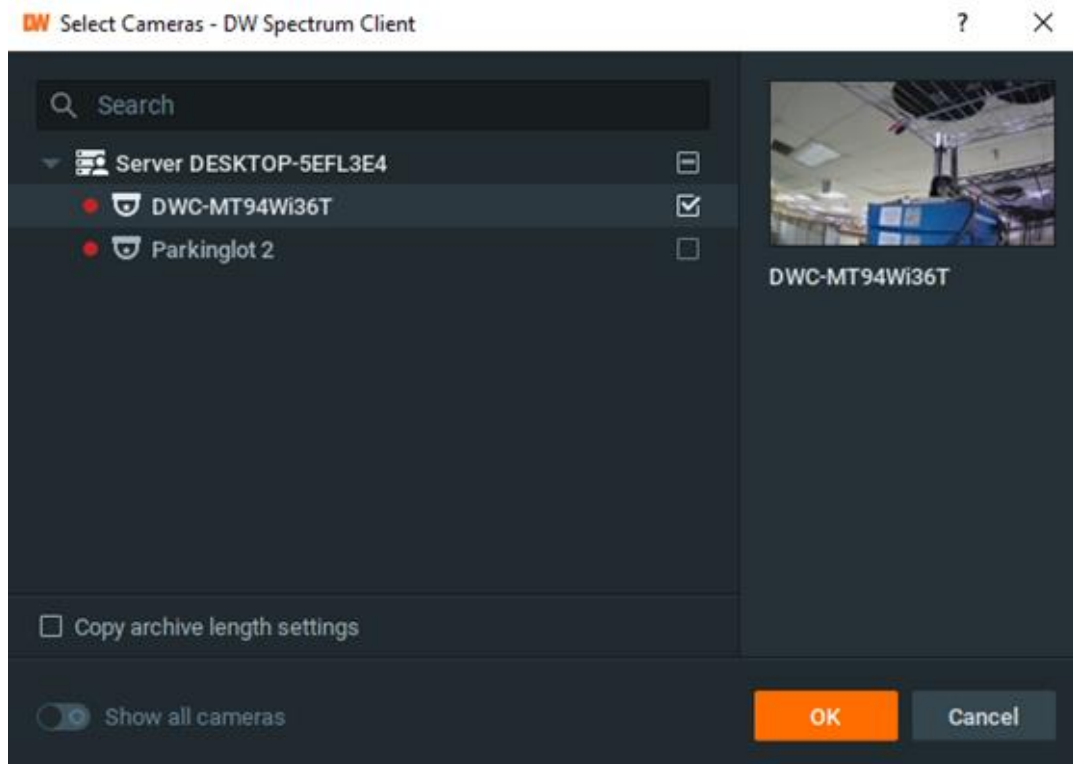 DW Select Cameras - DW Spectrum Client ?
Search
Server DESKTOP-5EFL3E4
DWC-MT94Wi36T
Parkinglot 2
DWC-MT94Wi36T
Copy archive length settings
Show all cameras
OK Cancel